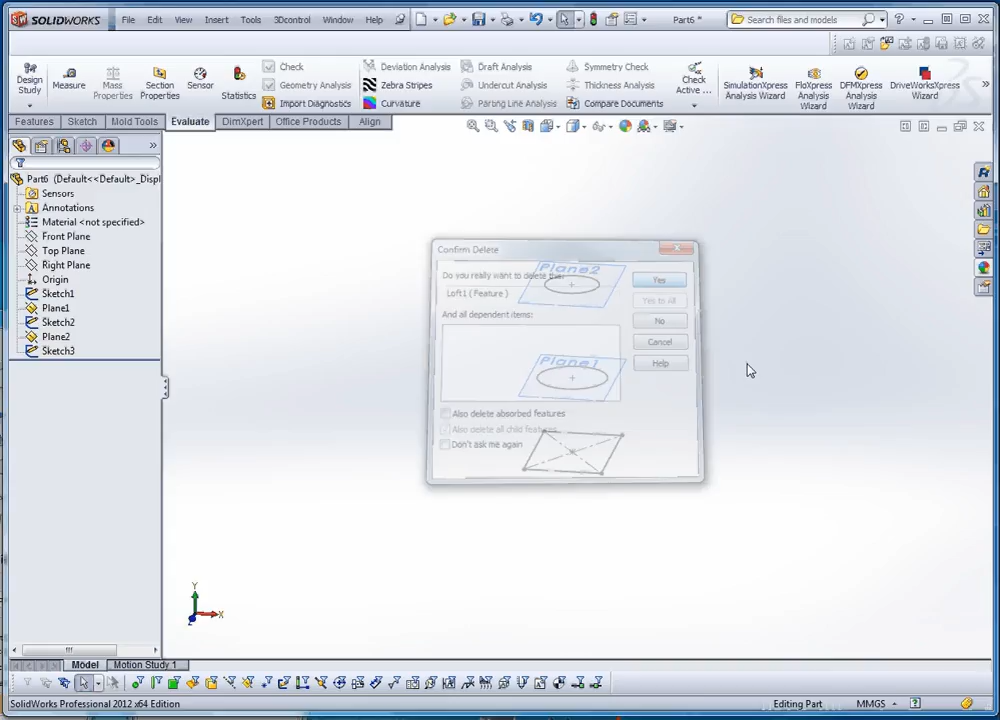 SOLIDWORKS File Edit View Insert Tools 3Dcontrol Window Help Part6 * Search files and models
Design Study Measure Mass Properties Section Properties Sensor Statistics Check Geometry Analysis Import Diagnostics Deviation Analysis Zebra Stripes Curvature Draft Analysis Undercut Analysis Parting Line Analysis Symmetry Check Thickness Analysis Compare Documents Check Active ... SimulationXpress Analysis Wizard FloXpress Analysis Wizard DFMXpress Analysis Wizard DriveWorksXpress Wizard
Features Sketch Mold Tools Evaluate DimXpert Office Products Align
Part6 (Default<<Default>_Displ
Sensors
Annotations
Material <not specified>
Front Plane
Top Plane
Right Plane
Origin
Sketch1
Plane1
Sketch2
Plane2
Sketch3
Confirm Delete
Do you really want to delete this:
Plane2
Yes
Loft1 ( Feature )
Yes to All
And all dependent items:
No
Cancel
Plane1
Help
Also delete absorbed features
Also delete all child features
Don't ask me again
Y
X
Z
Model Motion Study 1
SolidWorks Professional 2012 x64 Edition Editing Part MMGS